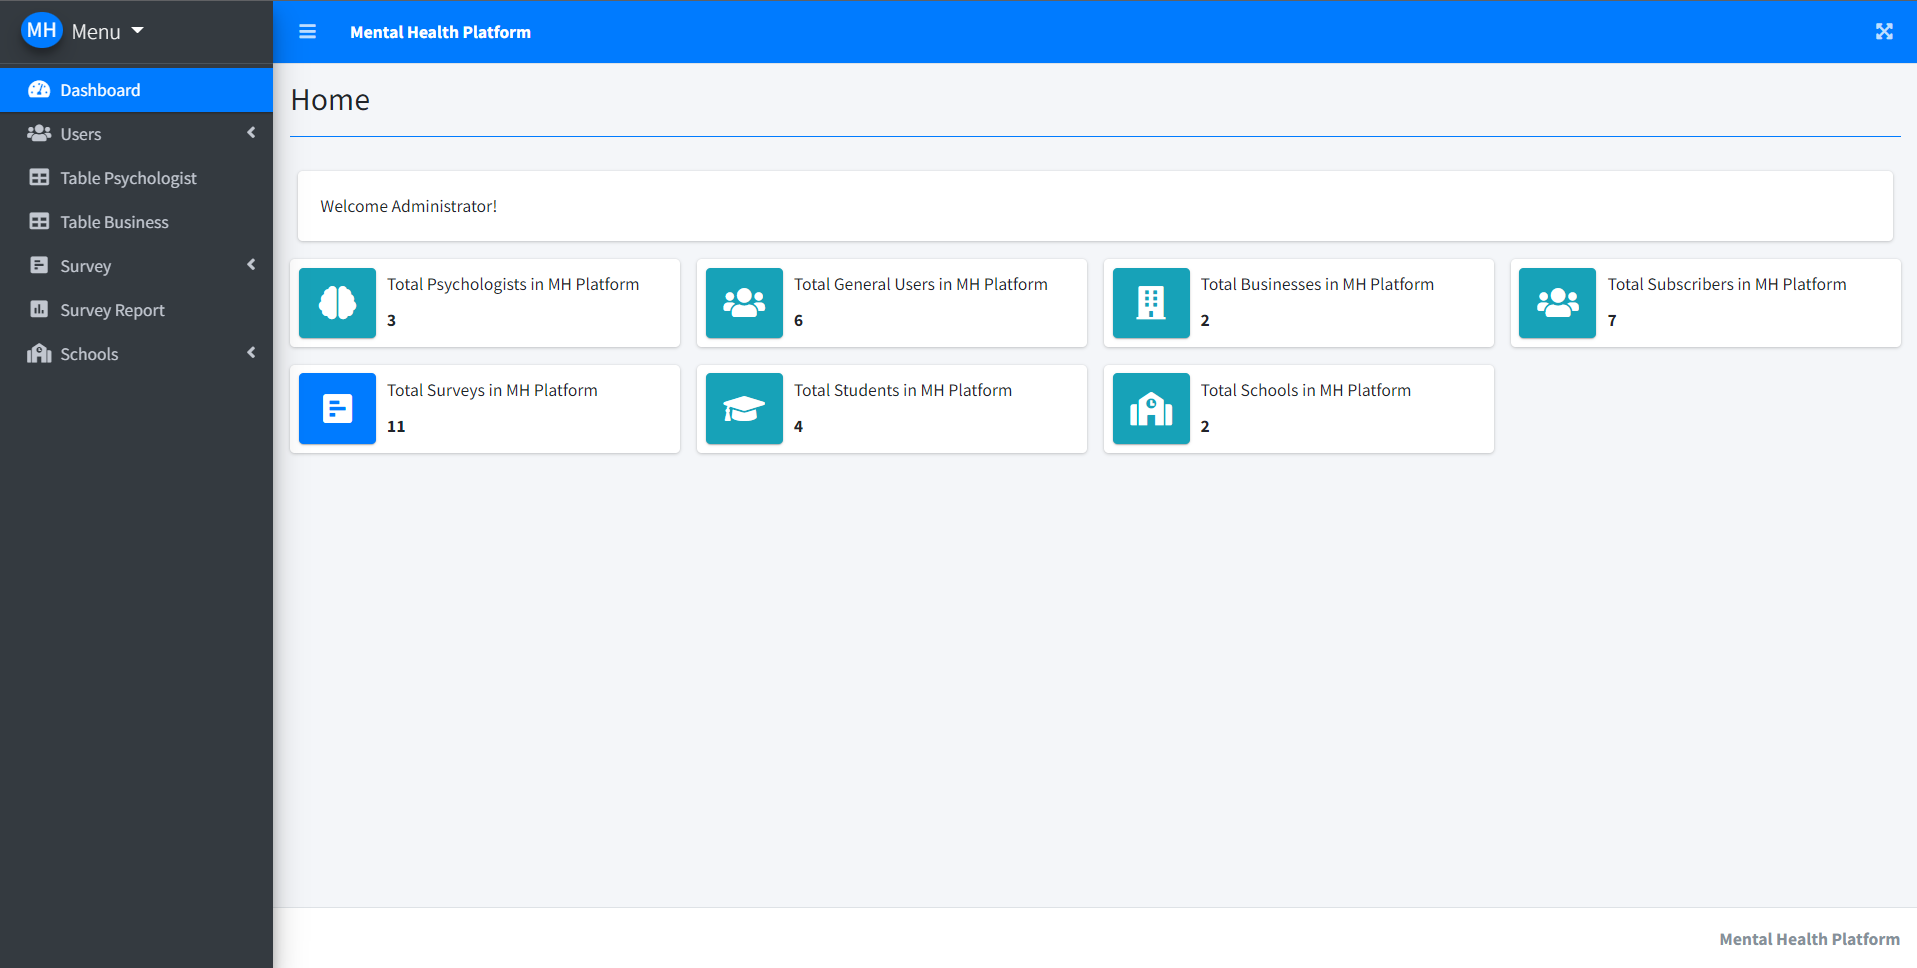 MH Menu
Mental Health Platform
Dashboard
Users
Table Psychologist
Table Business
Survey
Survey Report
Schools
Home
Welcome Administrator!
Total Psychologists in MH Platform
3
Total General Users in MH Platform
6
Total Businesses in MH Platform
2
Total Subscribers in MH Platform
7
Total Surveys in MH Platform
11
Total Students in MH Platform
4
Total Schools in MH Platform
2
Mental Health Platform